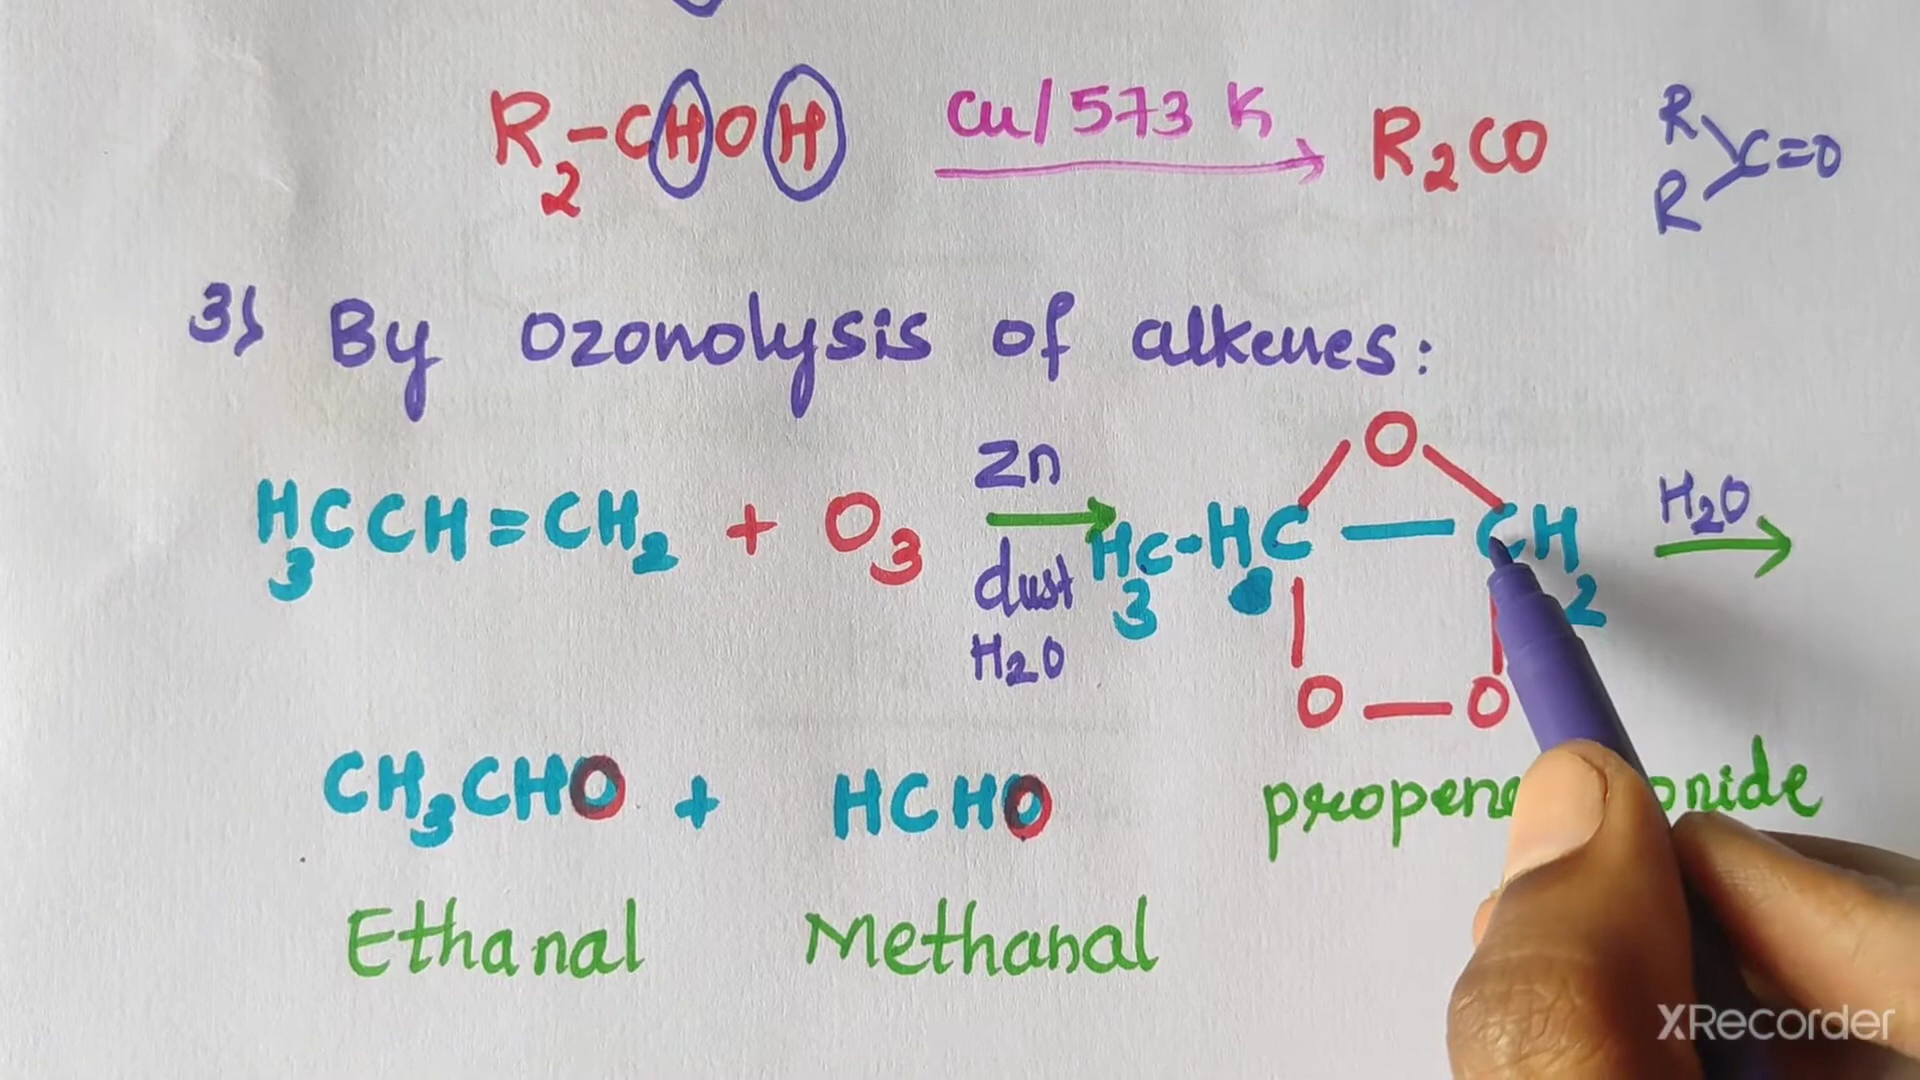 R2-CHOH Cu/573 K R2CO R R C=O
3) By ozonolysis of alkenes:
H3CCH=CH2 + O3 Zn dust H2O H3C-HC—CH2 O O—O H2O
CH3CHO + HCHO
Ethanal Methanal
XRecorder